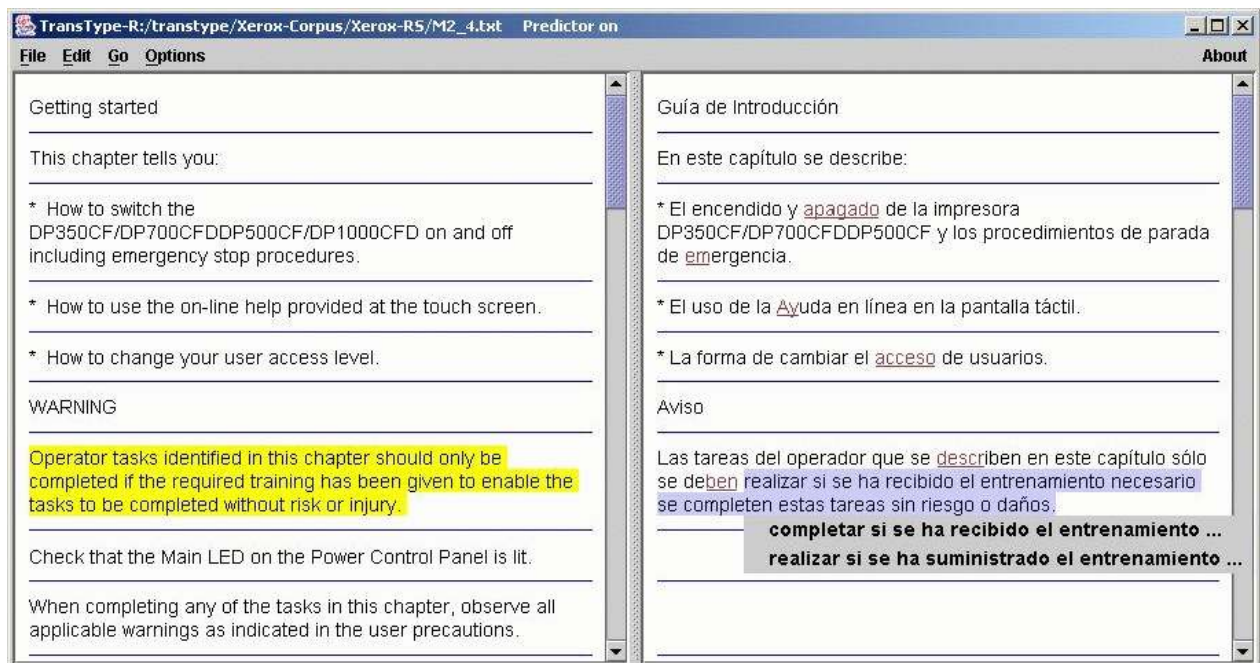 TransType-R:/transtype/Xerox-Corpus/Xerox-RS/M2_4.txt Predictor on
File Edit Go Options About
Getting started
This chapter tells you:
* How to switch the
DP350CF/DP700CFDDP500CF/DP1000CFD on and off
including emergency stop procedures.
* How to use the on-line help provided at the touch screen.
* How to change your user access level.
WARNING
Operator tasks identified in this chapter should only be
completed if the required training has been given to enable the
tasks to be completed without risk or injury.
Check that the Main LED on the Power Control Panel is lit.
When completing any of the tasks in this chapter, observe all
applicable warnings as indicated in the user precautions.
Guía de Introducción
En este capítulo se describe:
* El encendido y apagado de la impresora
DP350CF/DP700CFDDP500CF y los procedimientos de parada
de emergencia.
* El uso de la Ayuda en línea en la pantalla táctil.
* La forma de cambiar el acceso de usuarios.
Aviso
Las tareas del operador que se describen en este capítulo sólo
se deben realizar si se ha recibido el entrenamiento necesario
se completen estas tareas sin riesgo o daños.
completar si se ha recibido el entrenamiento ...
realizar si se ha suministrado el entrenamiento ...